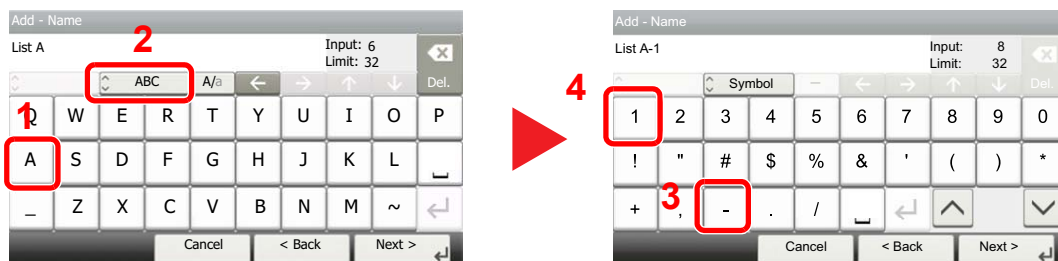 Add - Name
2
List A
Input: 6
Limit: 32
ABC A/a Del.
1
Q W E R T Y U I O P
A S D F G H J K L
_ Z X C V B N M ~
Cancel < Back Next >
Add - Name
List A-1
Input: 8
Limit: 32
4
Symbol Del.
1 2 3 4 5 6 7 8 9 0
! " # $ % & ' ( ) *
3
+ , - . /
Cancel < Back Next >